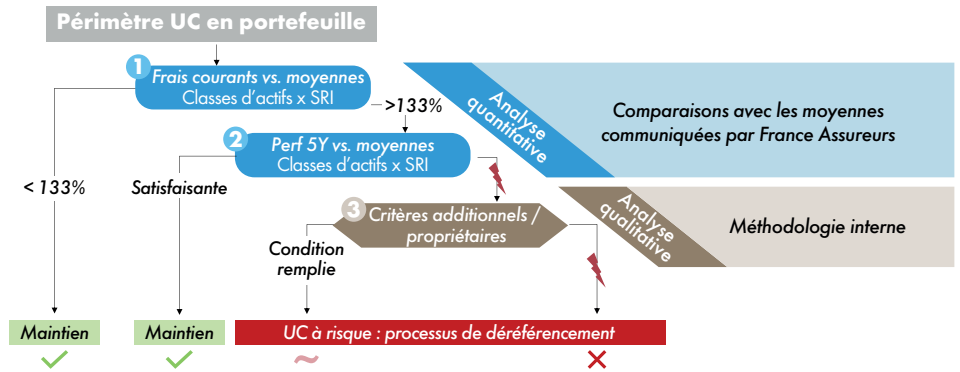 Périmètre UC en portefeuille
1
Frais courants vs. moyennes
Classes d'actifs x SRI
>133%
2
Perf 5Y vs. moyennes
Classes d'actifs x SRI
Analyse
quantitative
Comparaisons avec les moyennes
communiquées par France Assureurs
< 133%
Satisfaisante
3
Critères additionnels /
propriétaires
Condition
remplie
Analyse
qualitative
Méthodologie interne
Maintien
Maintien
UC à risque : processus de déréférencement